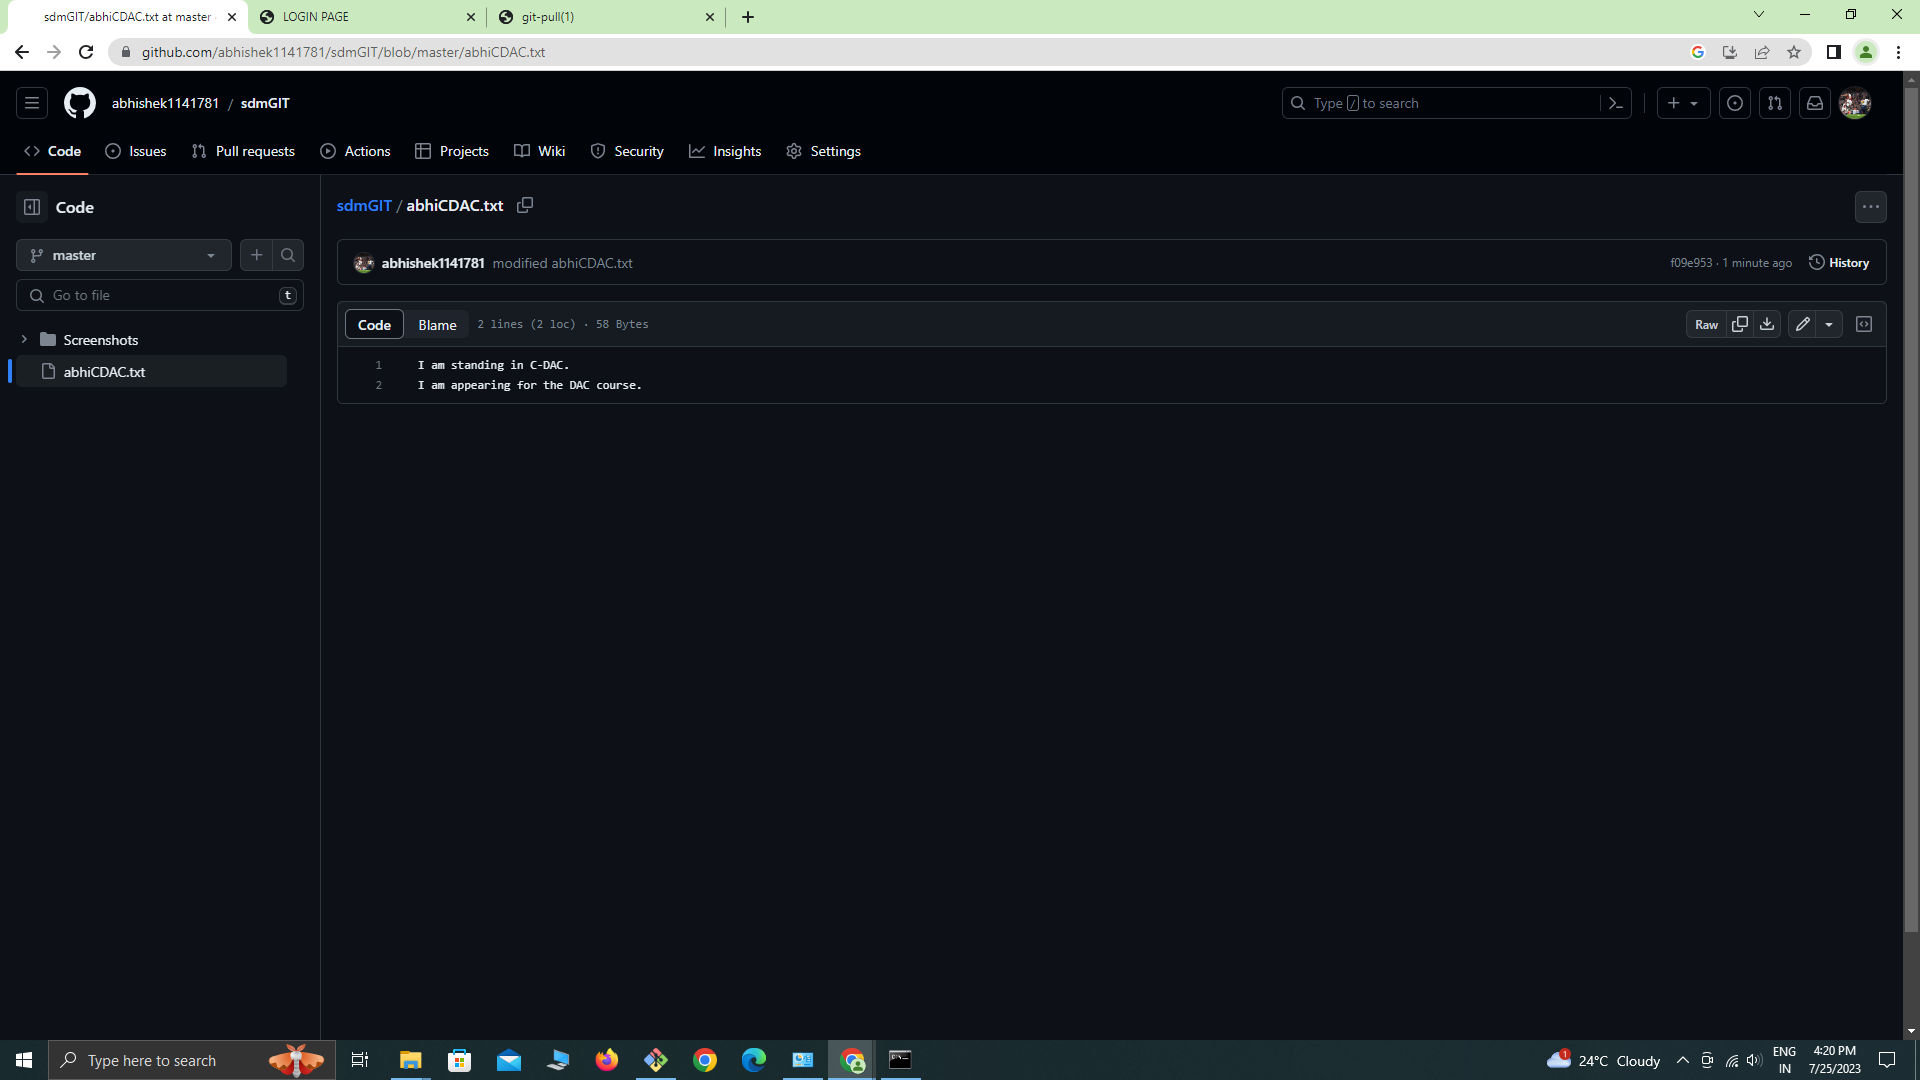 sdmGIT/abhiCDAC.txt at master
LOGIN PAGE
git-pull(1)
github.com/abhishek1141781/sdmGIT/blob/master/abhiCDAC.txt
abhishek1141781 / sdmGIT
Type / to search
Code
Issues
Pull requests
Actions
Projects
Wiki
Security
Insights
Settings
Code
sdmGIT / abhiCDAC.txt
master
abhishek1141781 modified abhiCDAC.txt
f09e953 · 1 minute ago
History
Go to file
t
Screenshots
abhiCDAC.txt
Code
Blame
2 lines (2 loc) · 58 Bytes
Raw
1 I am standing in C-DAC.
2 I am appearing for the DAC course.
Type here to search
1
24°C Cloudy
ENG
IN
4:20 PM
7/25/2023